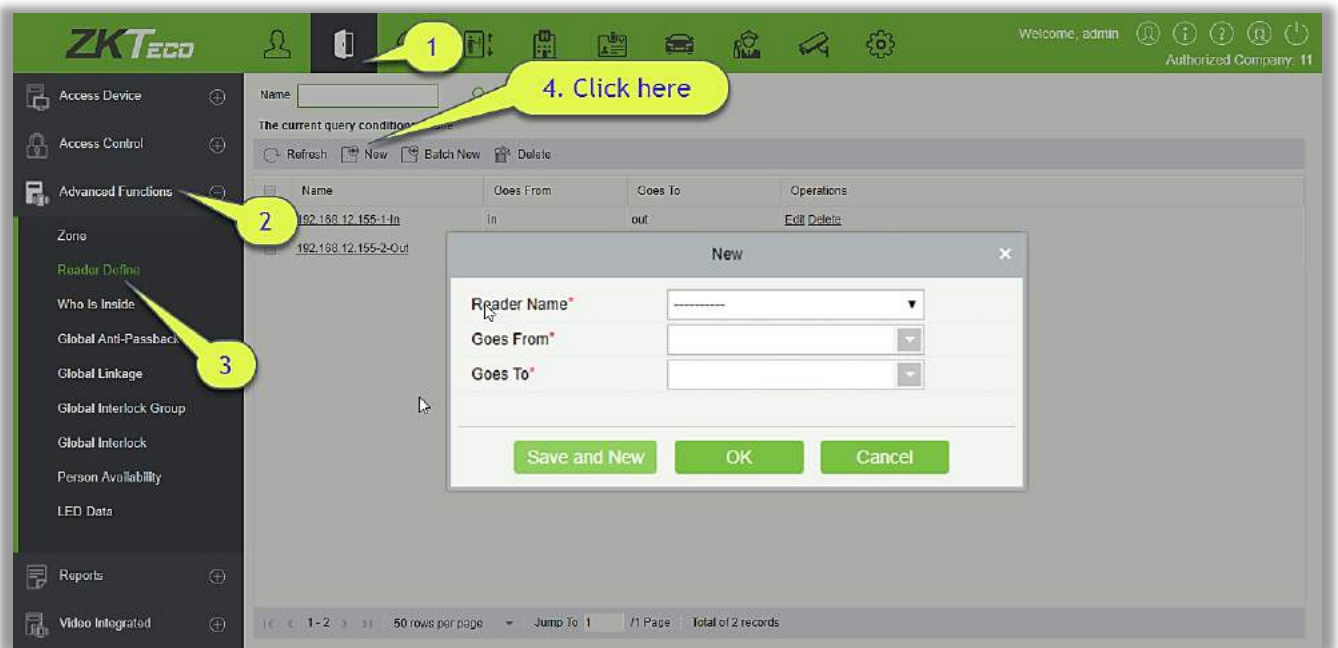 ZKTECO
1
Welcome, admin
Authorized Company: 11
Access Device
Name
4. Click here
The current query conditions
Access Control
Refresh New Batch New Delete
Advanced Functions
Name Goes From Goes To Operations
2
192.168.12.155-1-In in out Edit Delete
Zone
192.168.12.155-2-Out
New
Reader Define
Who Is Inside
Reader Name*
----------
Global Anti-Passback
Goes From*
3
Global Linkage
Goes To*
Global Interlock Group
Global Interlock
Save and New OK Cancel
Person Availability
LED Data
Reports
Video Integrated
1-2 50 rows per page Jump To 1 /1 Page Total of 2 records